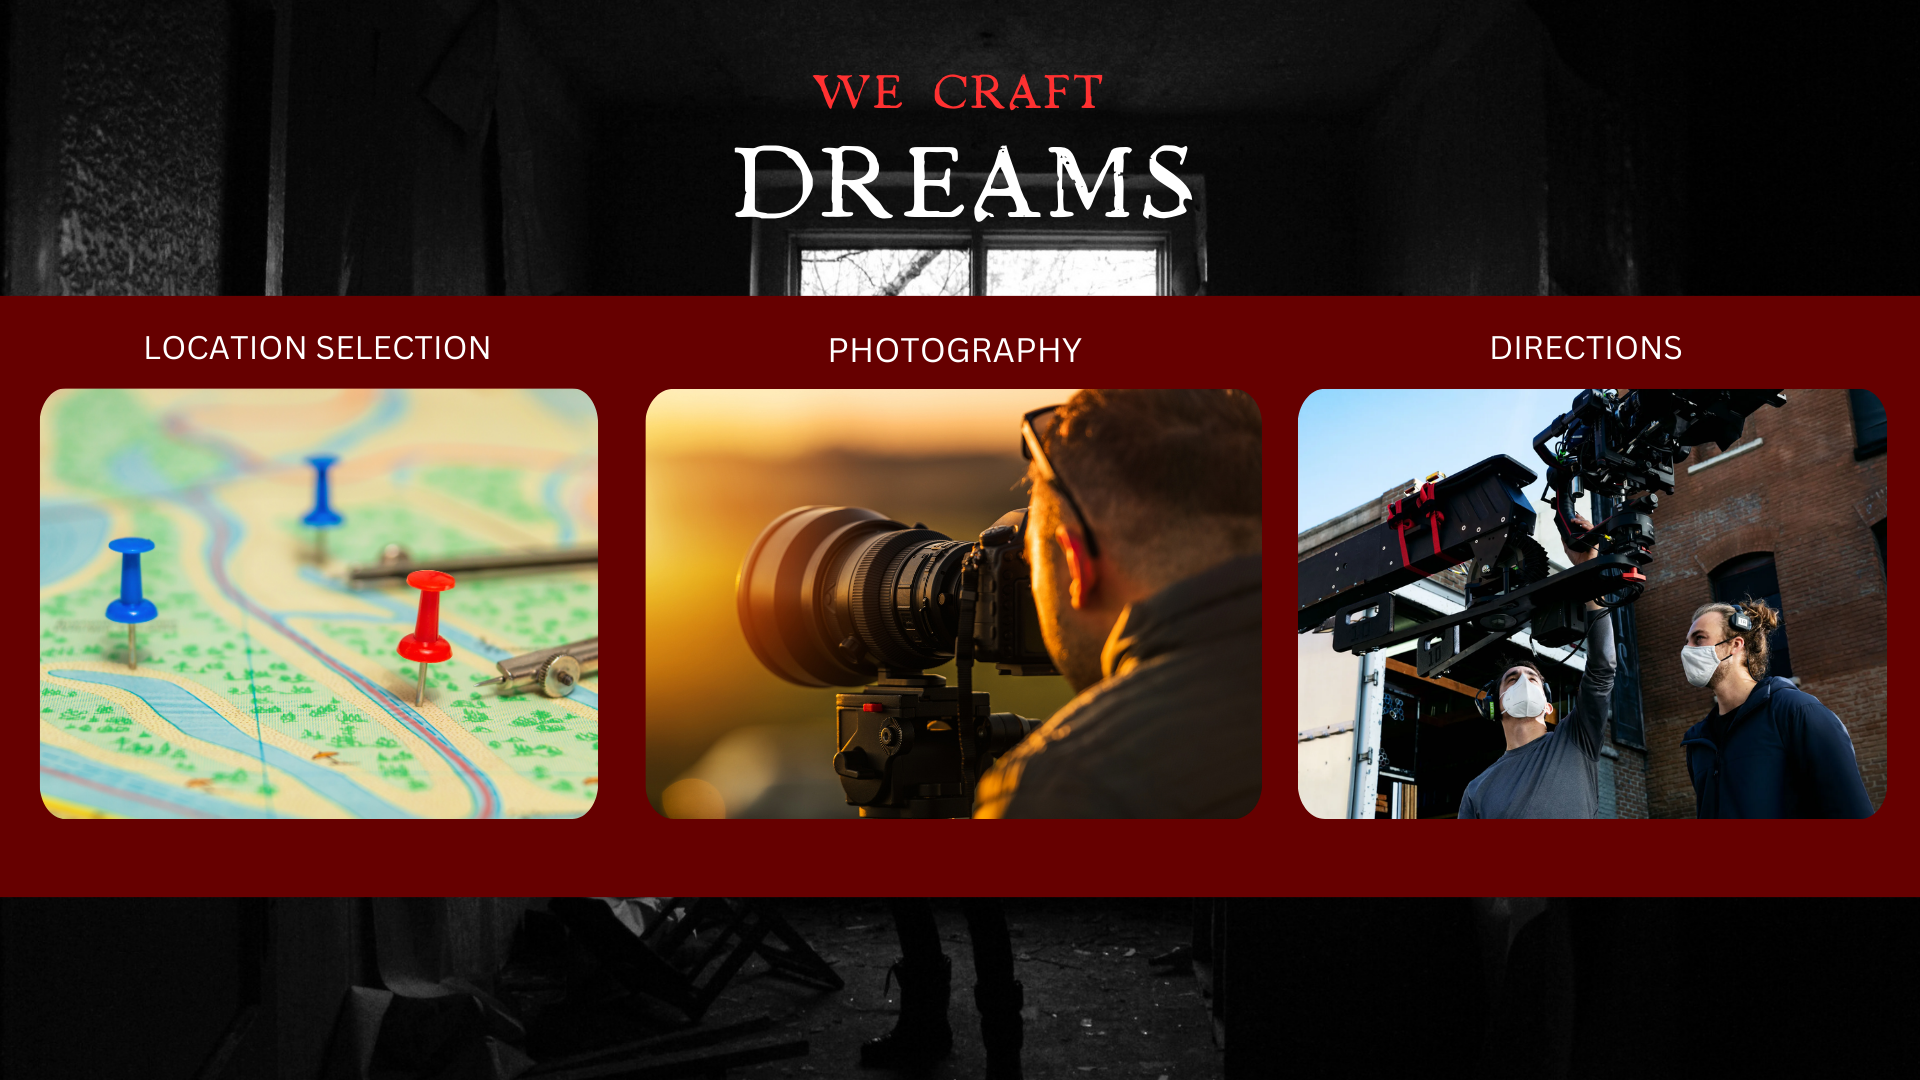 WE CRAFT
DREAMS
LOCATION SELECTION
PHOTOGRAPHY
DIRECTIONS